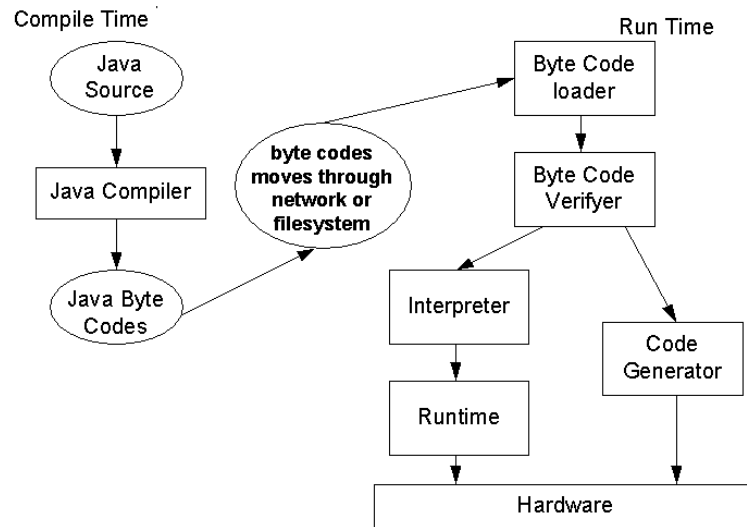 Compile Time
Java
Source
Java Compiler
Java Byte
Codes
byte codes
moves through
network or
filesystem
Run Time
Byte Code
loader
Byte Code
Verifyer
Interpreter
Runtime
Code
Generator
Hardware